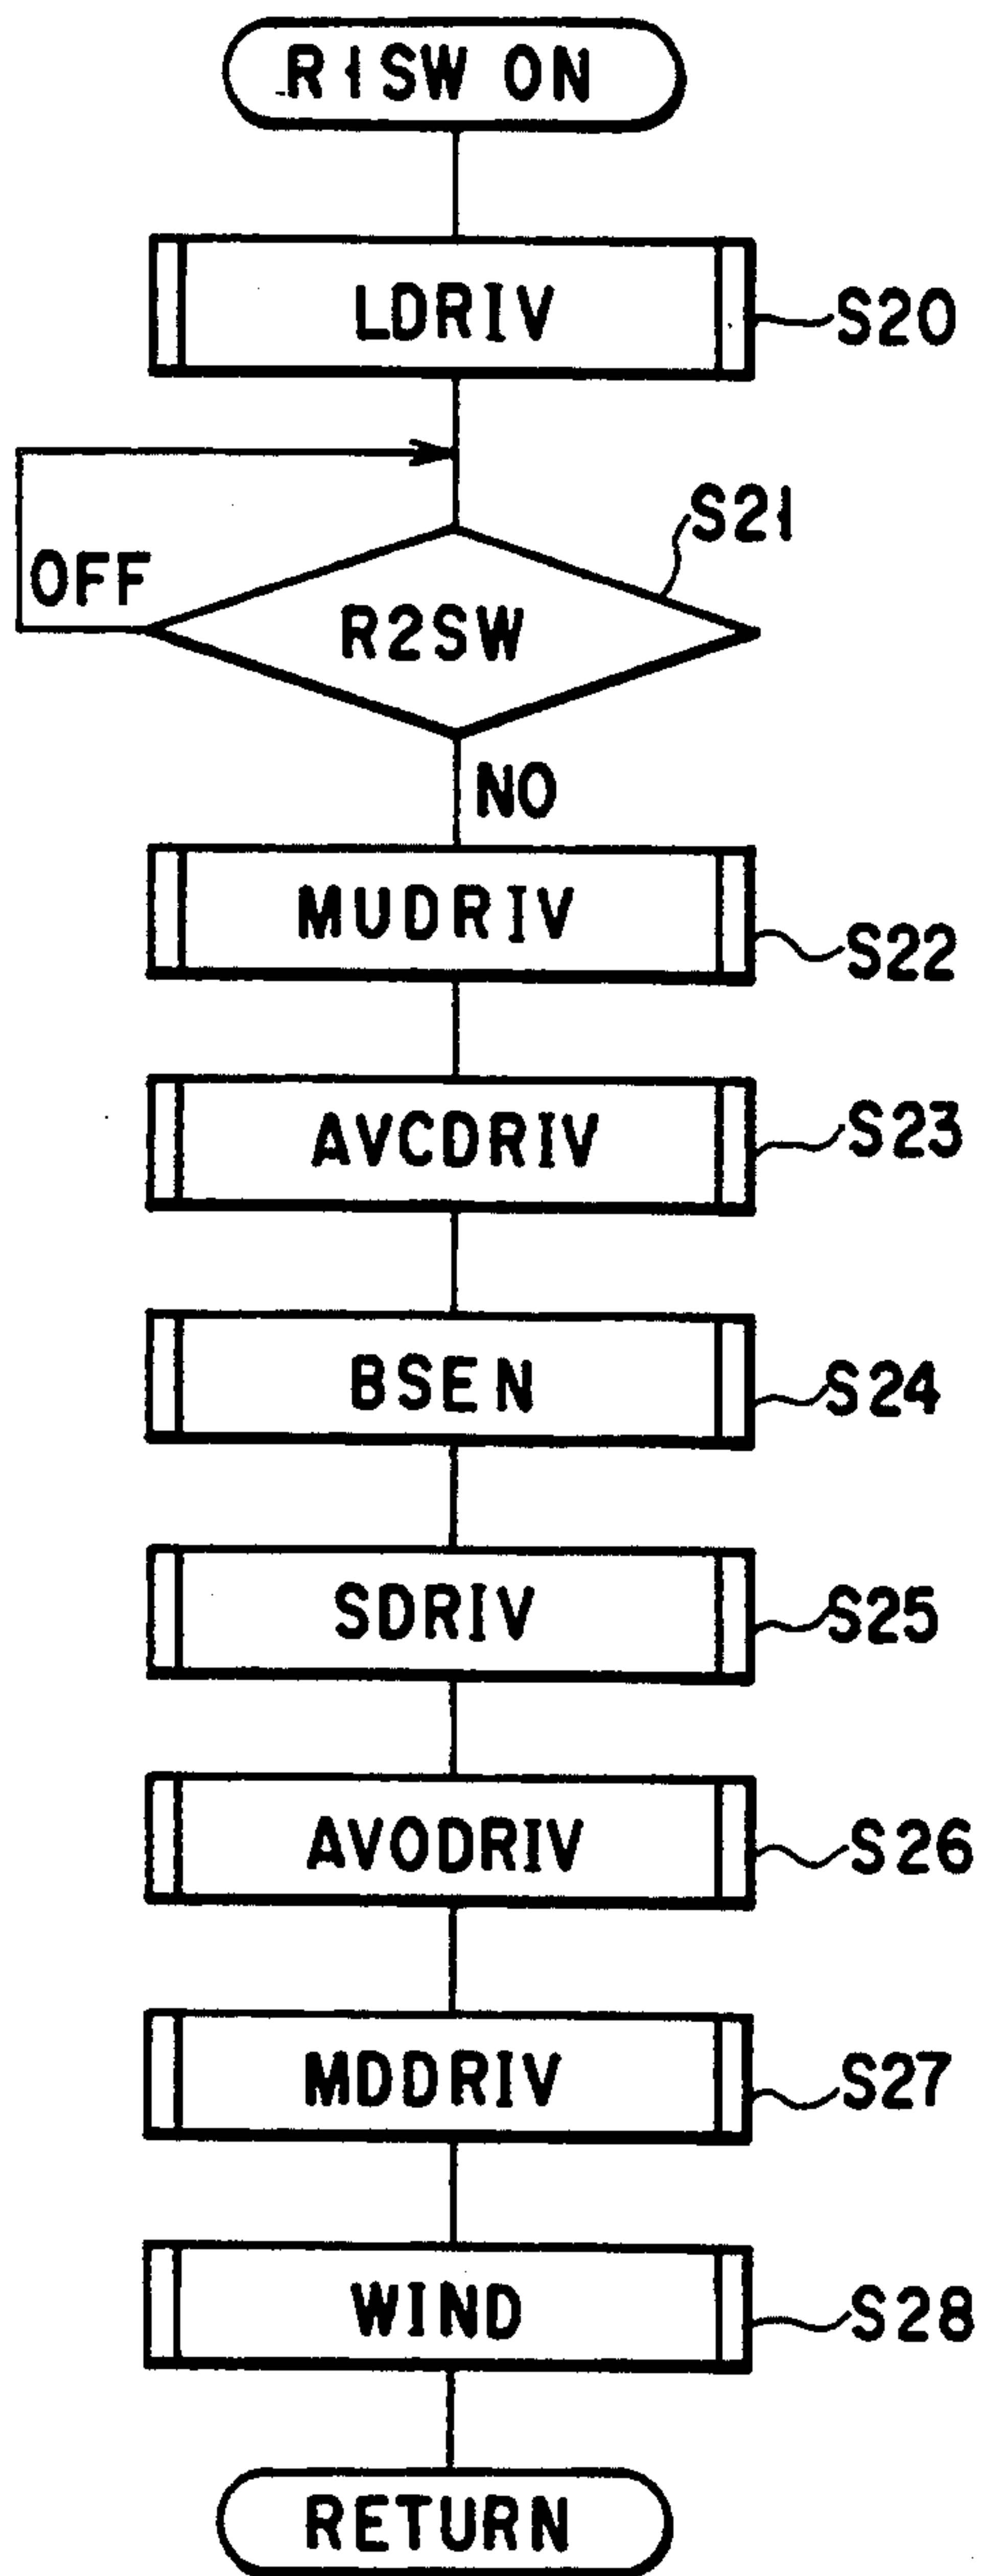 R1SW ON
LDRIV
S20
S21
OFF
R2SW
NO
MUDRIV
S22
AVCDRIV
S23
BSEN
S24
SDRIV
S25
AVODRIV
S26
MDDRIV
S27
WIND
S28
RETURN